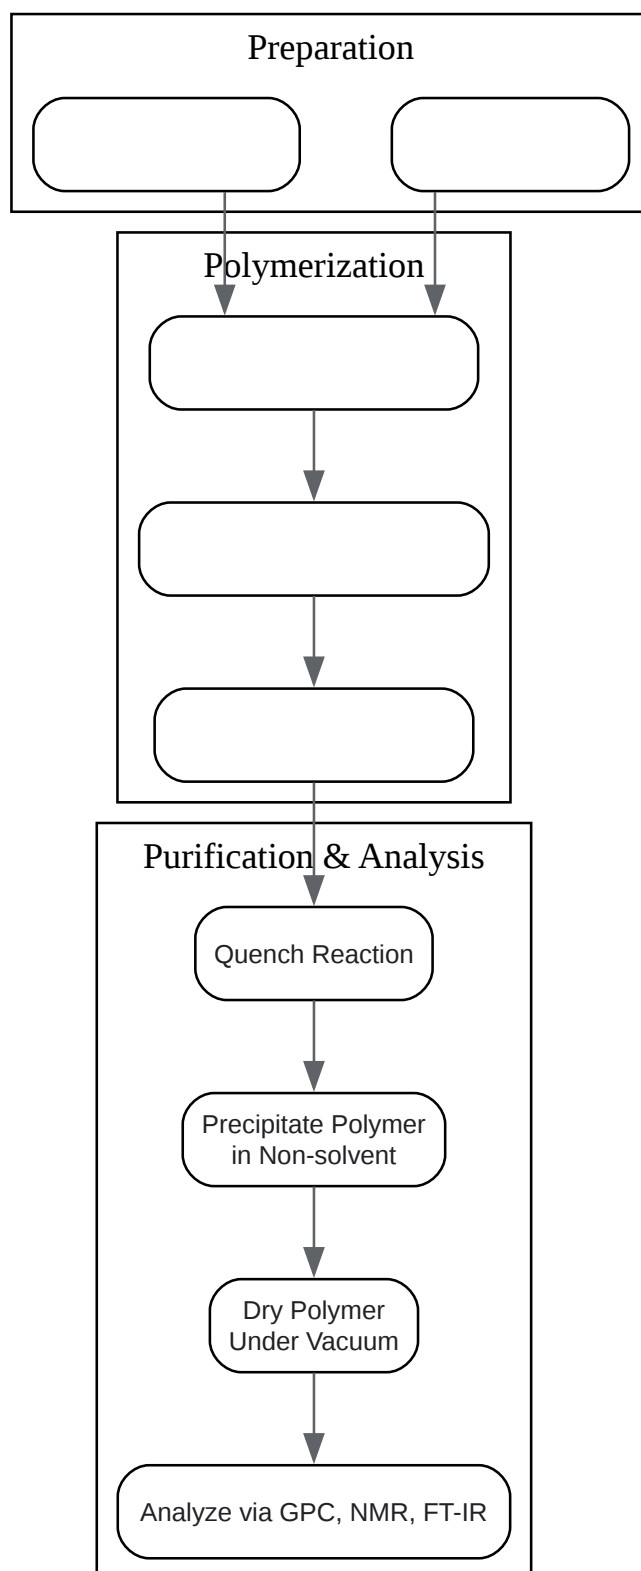 Preparation
Polymerization
Purification & Analysis
Quench Reaction
Precipitate Polymer
in Non-solvent
Dry Polymer
Under Vacuum
Analyze via GPC, NMR, FT-IR